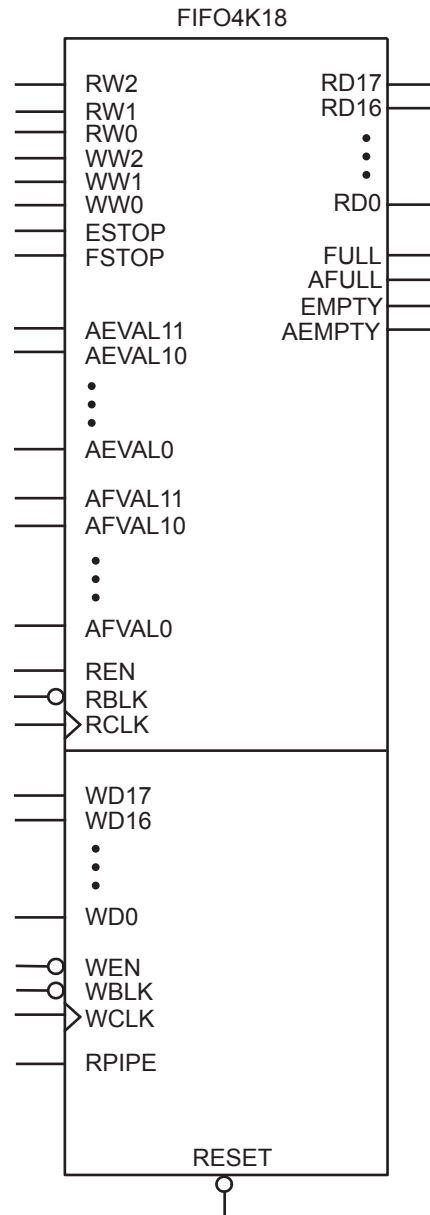 FIFO4K18
RW2
RW1
RW0
WW2
WW1
WW0
ESTOP
FSTOP
AEVAL11
AEVAL10
AEVAL0
AFVAL11
AFVAL10
AFVAL0
REN
RBLK
RCLK
RD17
RD16
RD0
FULL
AFULL
EMPTY
AEMPTY
WD17
WD16
WD0
WEN
WBLK
WCLK
RPIPE
RESET